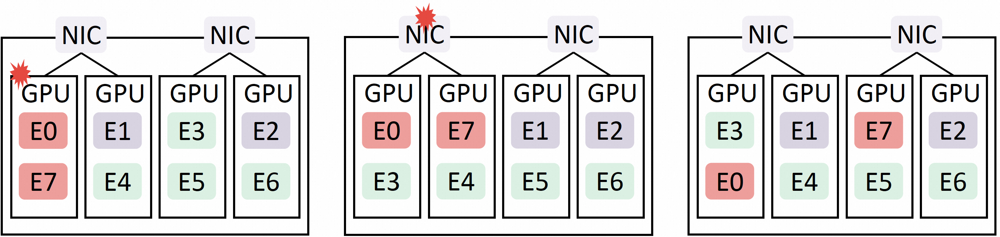 NIC NIC
GPU GPU GPU GPU
E0 E1 E3 E2
E7 E4 E5 E6
NIC NIC
GPU GPU GPU GPU
E0 E7 E1 E2
E3 E4 E5 E6
NIC NIC
GPU GPU GPU GPU
E3 E1 E7 E2
E0 E4 E5 E6